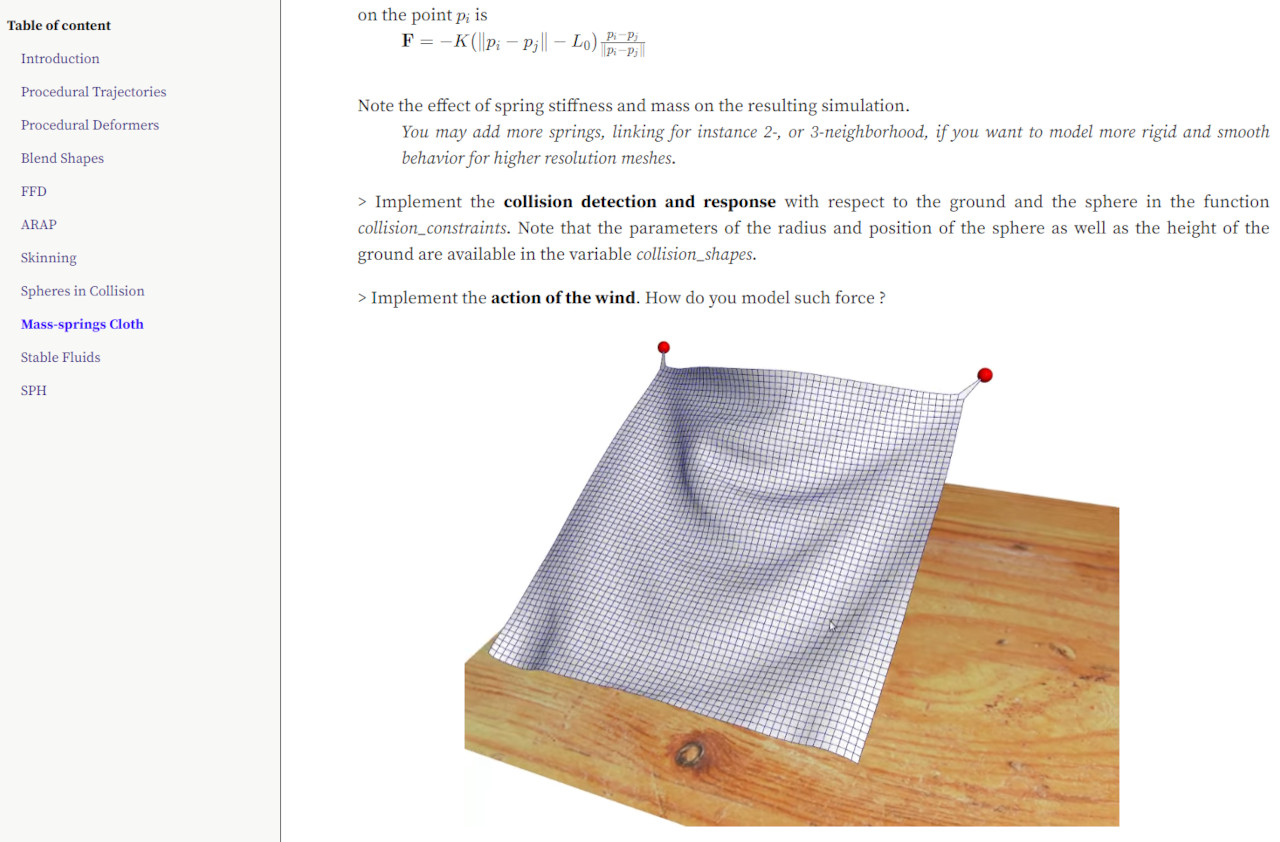 Table of content
Introduction
Procedural Trajectories
Procedural Deformers
Blend Shapes
FFD
ARAP
Skinning
Spheres in Collision
Mass-springs Cloth
Stable Fluids
SPH
on the point p_i is
F = −K(‖p_i − p_j‖ − L_0) (p_i−p_j)/‖p_i−p_j‖
Note the effect of spring stiffness and mass on the resulting simulation.
You may add more springs, linking for instance 2-, or 3-neighborhood, if you want to model more rigid and smooth
behavior for higher resolution meshes.
> Implement the collision detection and response with respect to the ground and the sphere in the function
collision_constraints. Note that the parameters of the radius and position of the sphere as well as the height of the
ground are available in the variable collision_shapes.
> Implement the action of the wind. How do you model such force ?